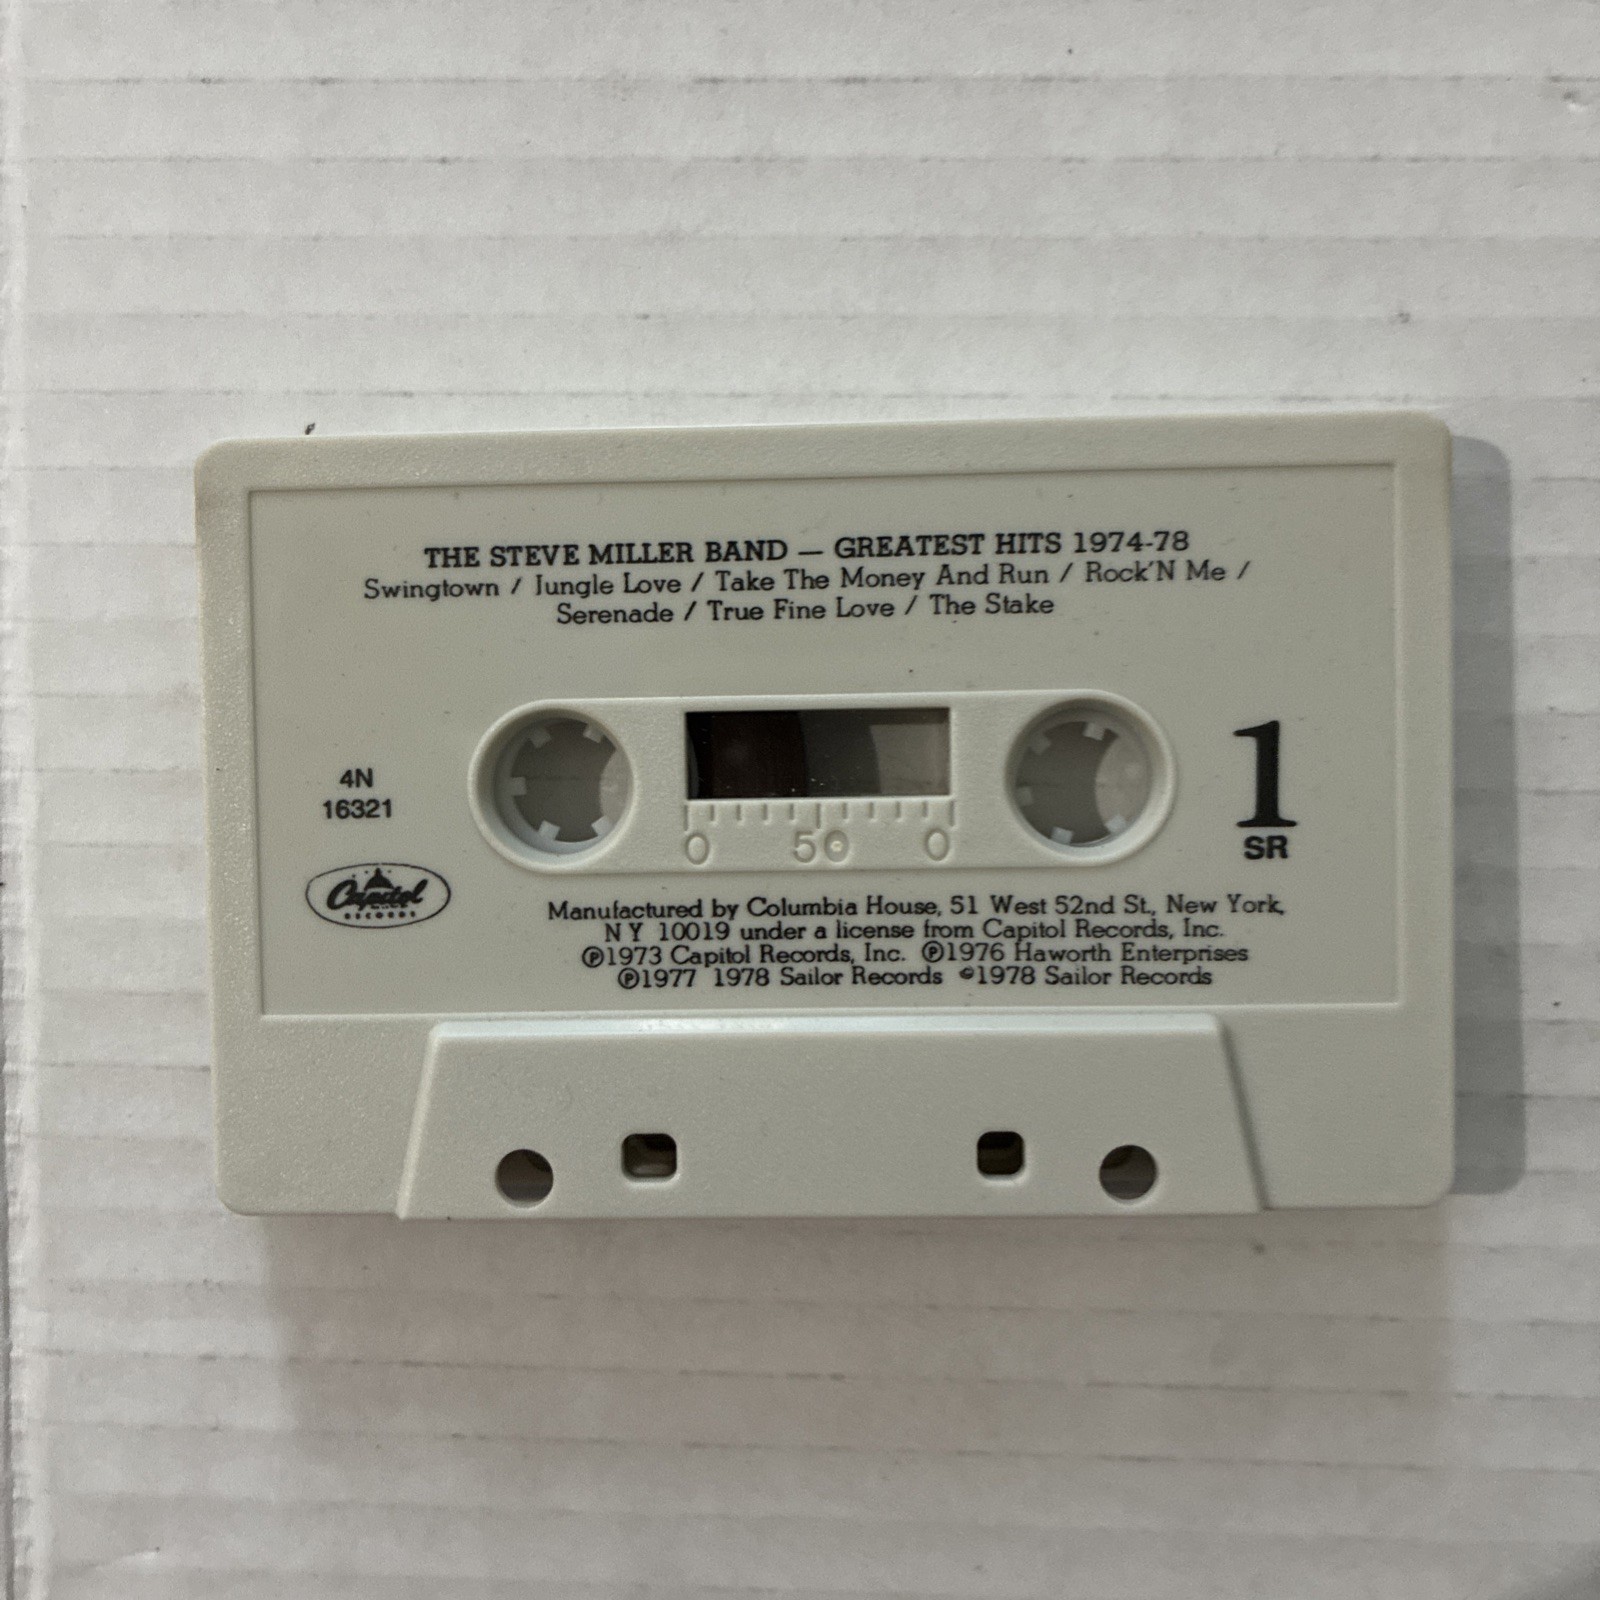 THE STEVE MILLER BAND — GREATEST HITS 1974-78
Swingtown / Jungle Love / Take The Money And Run / Rock'N Me /
Serenade / True Fine Love / The Stake
4N
16321
1
SR
0 50 0
Capitol
RECORDS
Manufactured by Columbia House, 51 West 52nd St., New York,
NY 10019 under a license from Capitol Records, Inc.
℗1973 Capitol Records, Inc. ℗1976 Haworth Enterprises
℗1977 1978 Sailor Records ©1978 Sailor Records